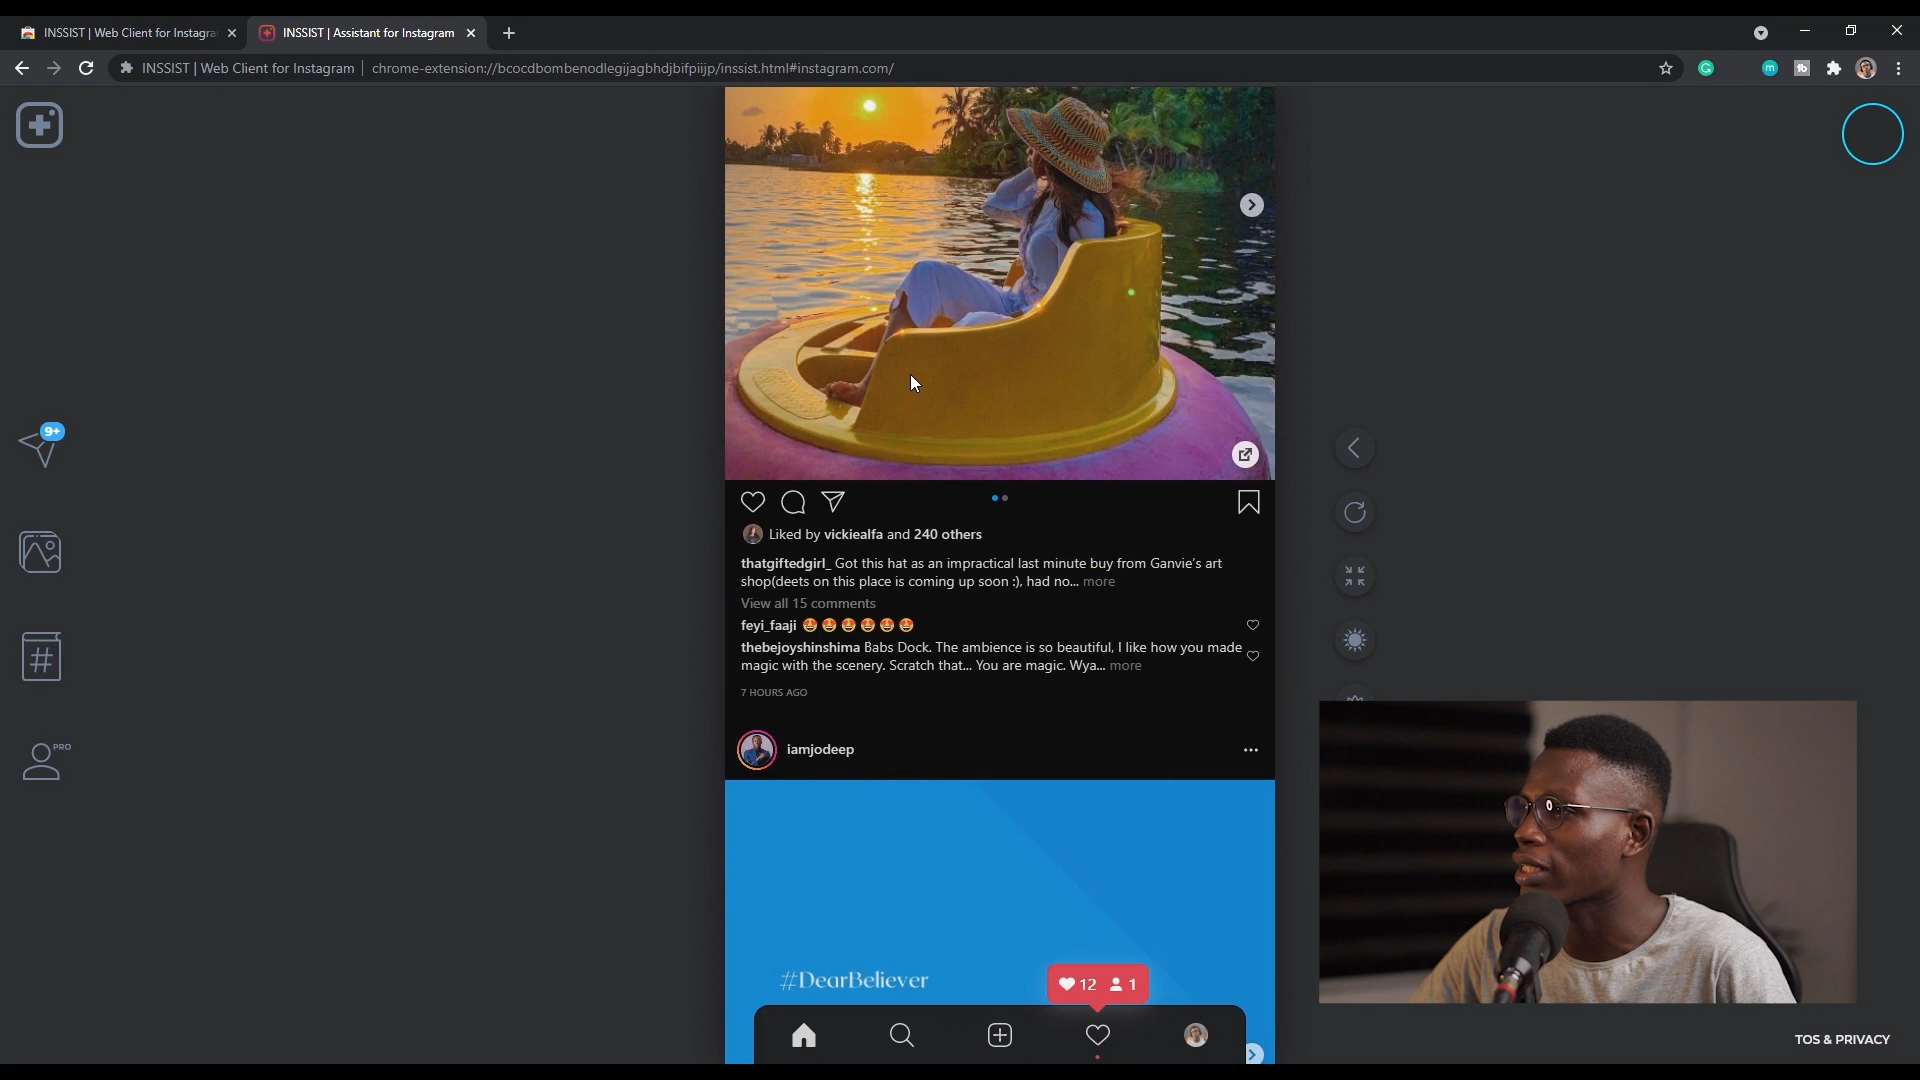 INSSIST | Web Client for Instagra
INSSIST | Assistant for Instagram
INSSIST | Web Client for Instagram
chrome-extension://bcocdbombenodlegijagbhdjbifpiijp/inssist.html#instagram.com/
9+
#
PRO
Liked by vickiealfa and 240 others
thatgiftedgirl_ Got this hat as an impractical last minute buy from Ganvie's art
shop(deets on this place is coming up soon :), had no... more
View all 15 comments
feyi_faaji 🤩🤩🤩🤩🤩🤩
thebejoyshinshima Babs Dock. The ambience is so beautiful, I like how you made
magic with the scenery. Scratch that... You are magic. Wya... more
7 HOURS AGO
iamjodeep
#DearBeliever
12 1
TOS & PRIVACY